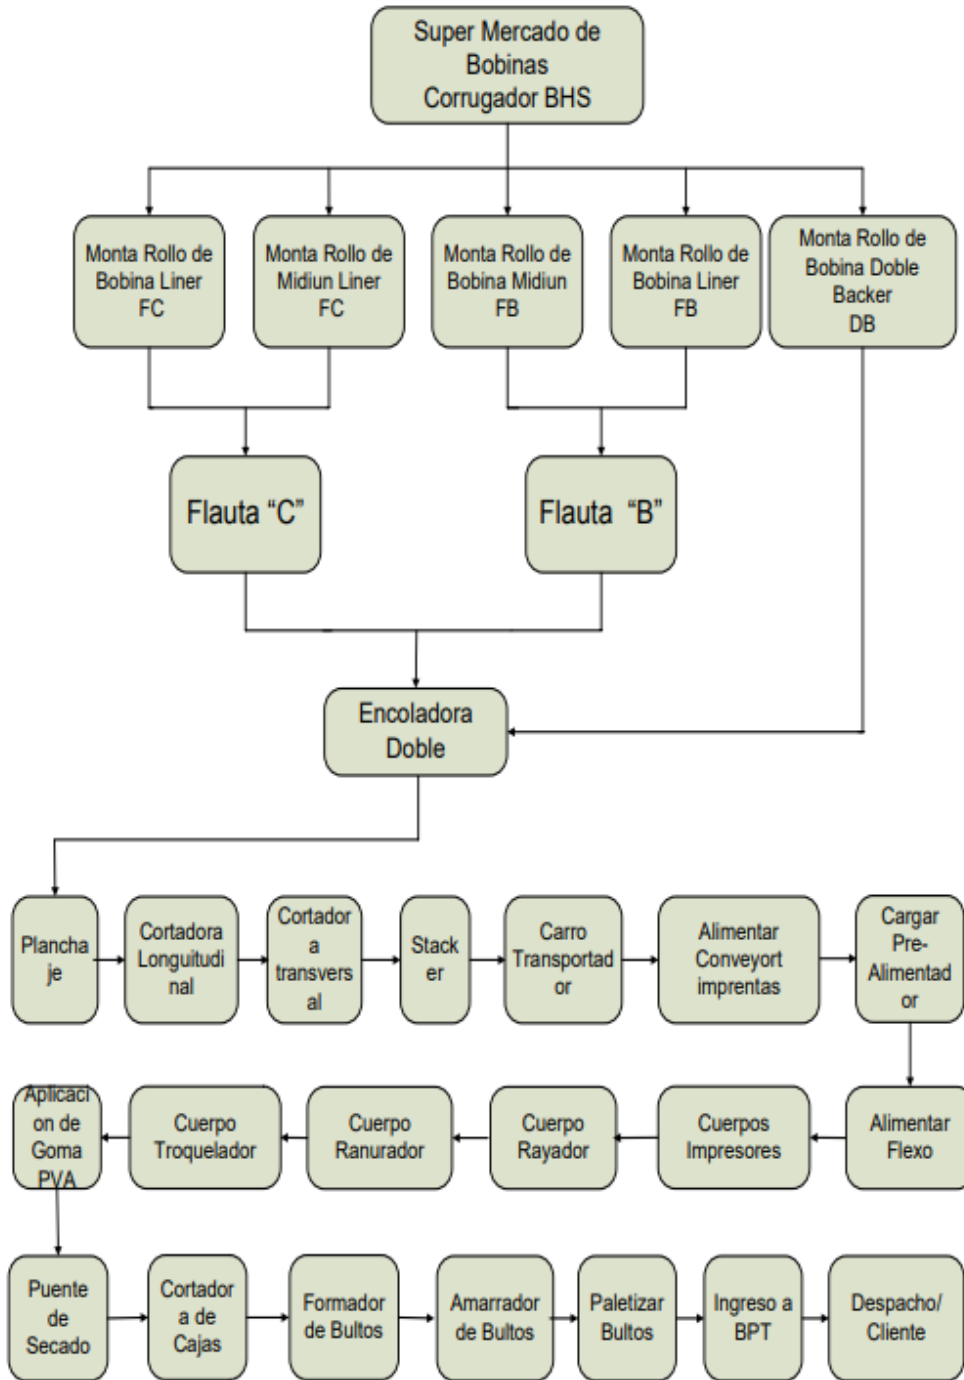 Super Mercado de
Bobinas
Corrugador BHS
Monta Rollo de
Bobina Liner
FC
Monta Rollo de
Midiun Liner
FC
Monta Rollo de
Bobina Midiun
FB
Monta Rollo de
Bobina Liner
FB
Monta Rollo de
Bobina Doble
Backer
DB
Flauta “C”
Flauta “B”
Encoladora
Doble
Plancha
je
Cortadora
Longuitudi
nal
Cortador
a
transvers
al
Stack
er
Carro
Transportad
or
Alimentar
Conveyort
imprentas
Cargar
Pre-
Alimentad
or
Aplicaci
on de
Goma
PVA
Cuerpo
Troquelador
Cuerpo
Ranurador
Cuerpo
Rayador
Cuerpos
Impresores
Alimentar
Flexo
Puente
de
Secado
Cortador
a de
Cajas
Formador
de Bultos
Amarrador
de Bultos
Paletizar
Bultos
Ingreso a
BPT
Despacho/
Cliente